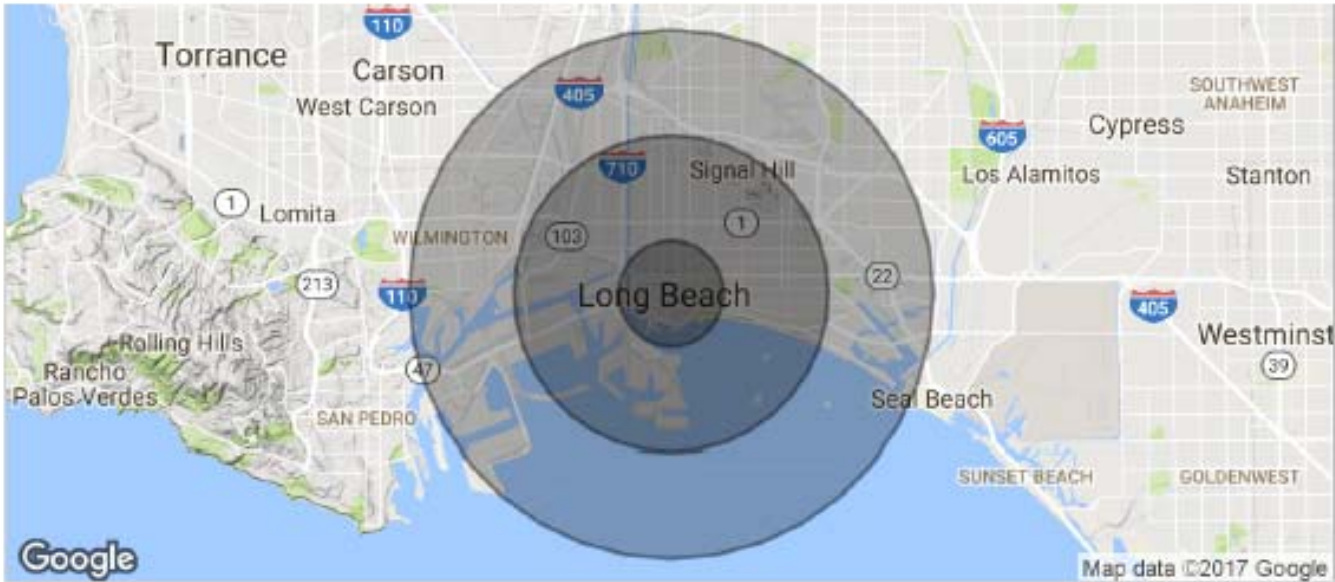 110
Torrance
Carson
405
West Carson
SOUTHWEST
ANAHEIM
605
Cypress
710
Signal Hill
Los Alamitos
Stanton
1
Lomita
1
WILMINGTON
103
213
110
Long Beach
22
405
Westminst
Rolling Hills
Rancho
Palos Verdes
47
39
SAN PEDRO
Seal Beach
SUNSET BEACH
GOLDENWEST
Google
Map data ©2017 Google